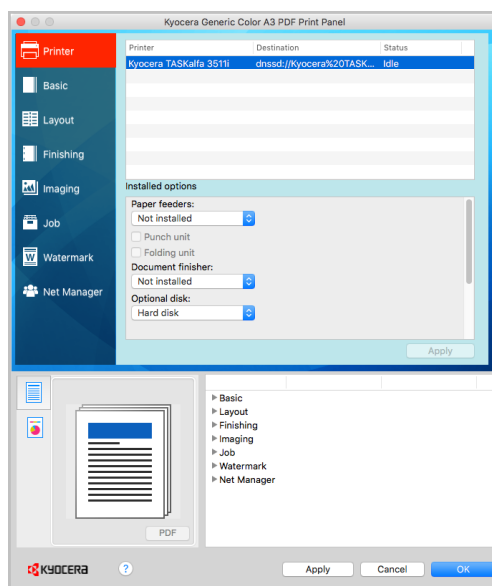 Kyocera Generic Color A3 PDF Print Panel
Printer
Basic
Layout
Finishing
Imaging
Job
Watermark
Net Manager
Printer Destination Status
Kyocera TASKalfa 3511i dnssd://Kyocera%20TASK... Idle
Installed options
Paper feeders:
Not installed
Punch unit
Folding unit
Document finisher:
Not installed
Optional disk:
Hard disk
Apply
PDF
Basic
Layout
Finishing
Imaging
Job
Watermark
Net Manager
KYOCERA
?
Apply Cancel OK